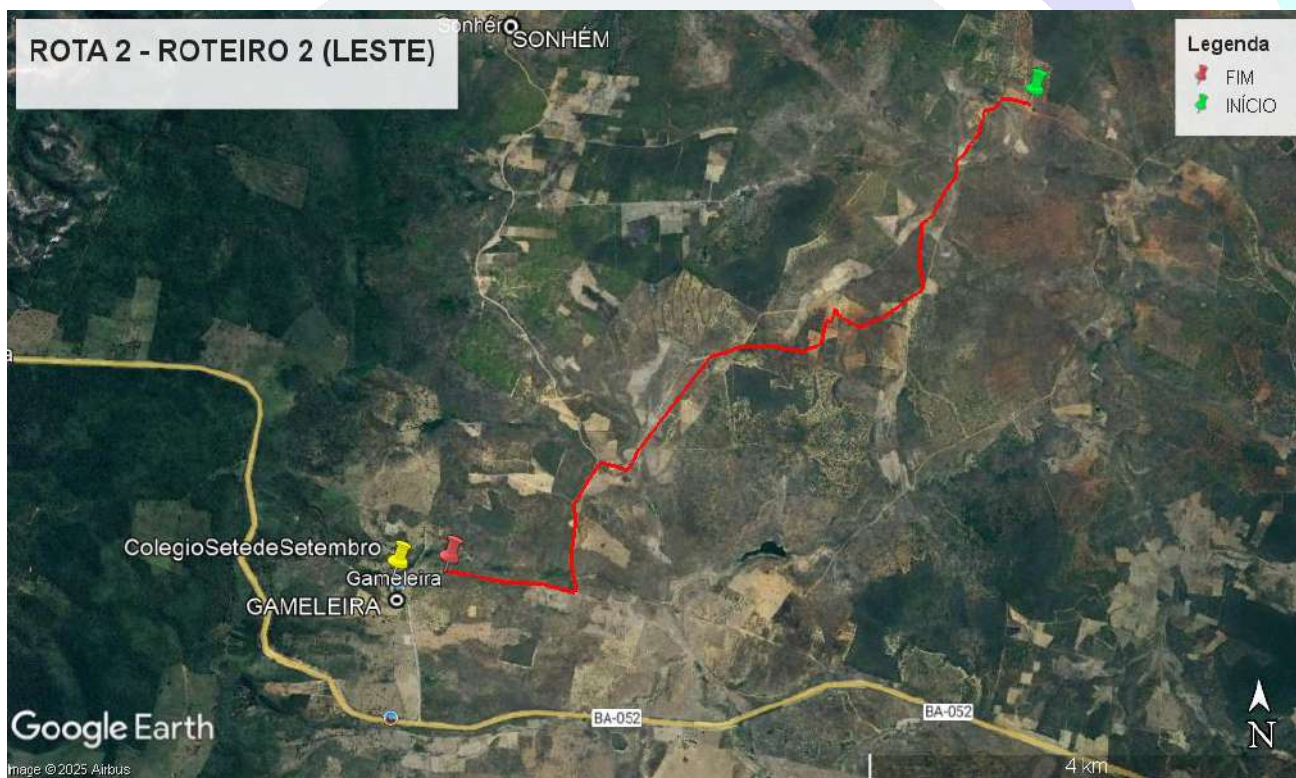 Sonhém
SONHÉM
ROTA 2 - ROTEIRO 2 (LESTE)
Legenda
FIM
INÍCIO
a
ColegioSetedeSetembro
Gameleira
GAMELEIRA
BA-052
BA-052
Google Earth
N
Image © 2025 Airbus
4 km